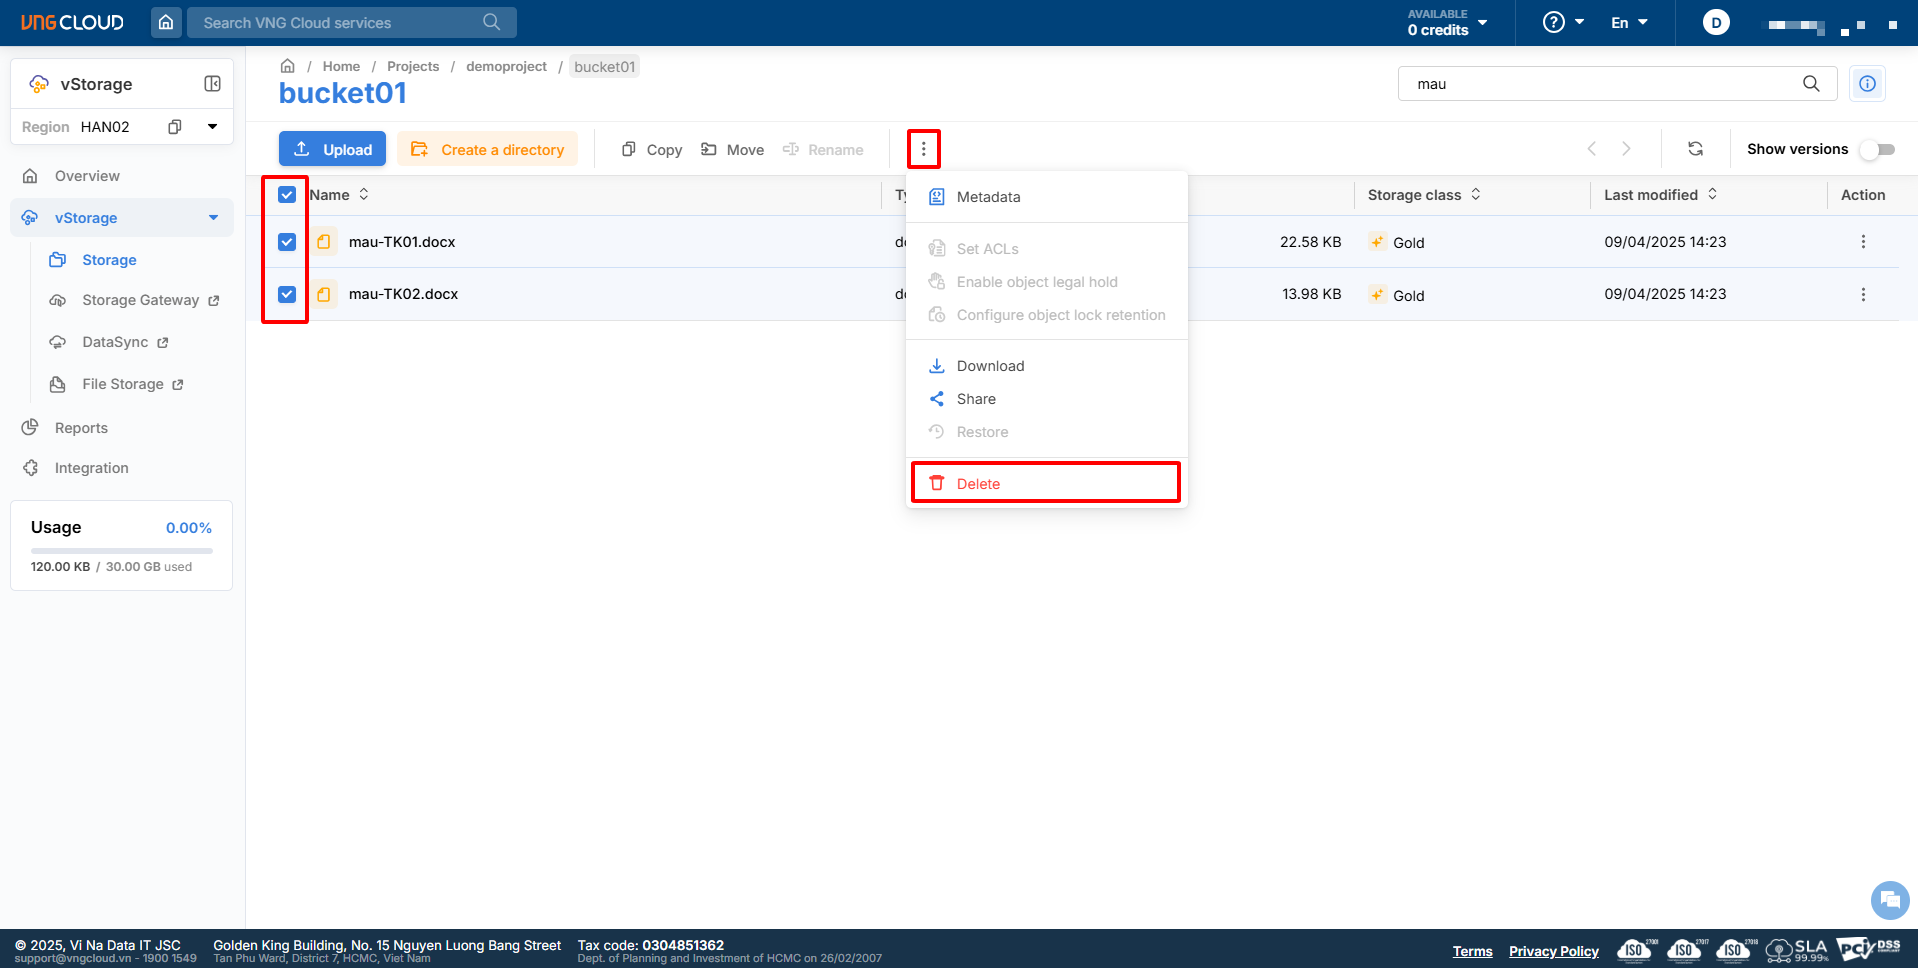 VNG CLOUD
Search VNG Cloud services
AVAILABLE
0 credits
?
En
D
vStorage
Region HAN02
Overview
vStorage
Storage
Storage Gateway
DataSync
File Storage
Reports
Integration
Usage 0.00%
120.00 KB / 30.00 GB used
/ Home / Projects / demoproject / bucket01
bucket01
mau
Upload
Create a directory
Copy
Move
Rename
Show versions
Name
Storage class
Last modified
Action
mau-TK01.docx
22.58 KB
Gold
09/04/2025 14:23
mau-TK02.docx
13.98 KB
Gold
09/04/2025 14:23
Metadata
Set ACLs
Enable object legal hold
Configure object lock retention
Download
Share
Restore
Delete
© 2025, Vi Na Data IT JSC
support@vngcloud.vn - 1900 1549
Golden King Building, No. 15 Nguyen Luong Bang Street
Tan Phu Ward, District 7, HCMC, Viet Nam
Tax code: 0304851362
Dept. of Planning and Investment of HCMC on 26/02/2007
Terms
Privacy Policy
ISO 27001
ISO 27017
ISO 27018
SLA
99.99%
PCI DSS